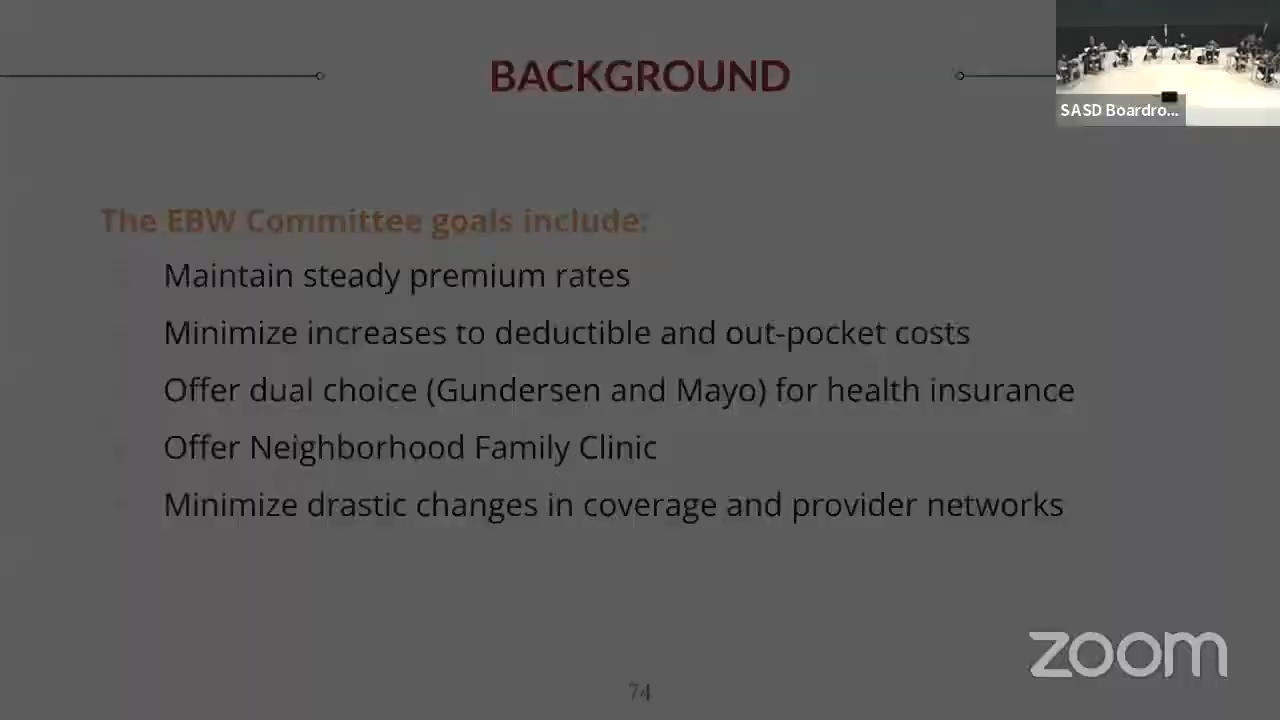 BACKGROUND
SASD Boardro...
The EBW Committee goals include:
Maintain steady premium rates
Minimize increases to deductible and out-pocket costs
Offer dual choice (Gundersen and Mayo) for health insurance
Offer Neighborhood Family Clinic
Minimize drastic changes in coverage and provider networks
zoom
74